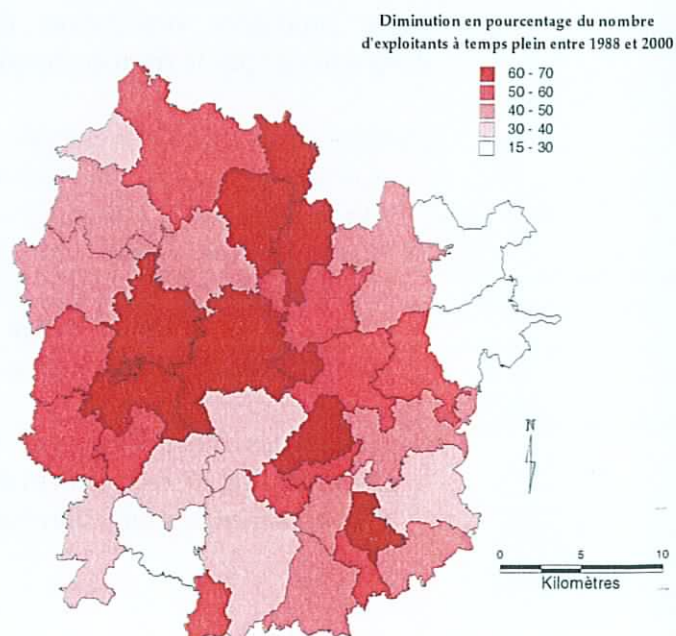 Diminution en pourcentage du nombre
d'exploitants à temps plein entre 1988 et 2000
60 - 70
50 - 60
40 - 50
30 - 40
15 - 30
N
0 5 10
Kilomètres